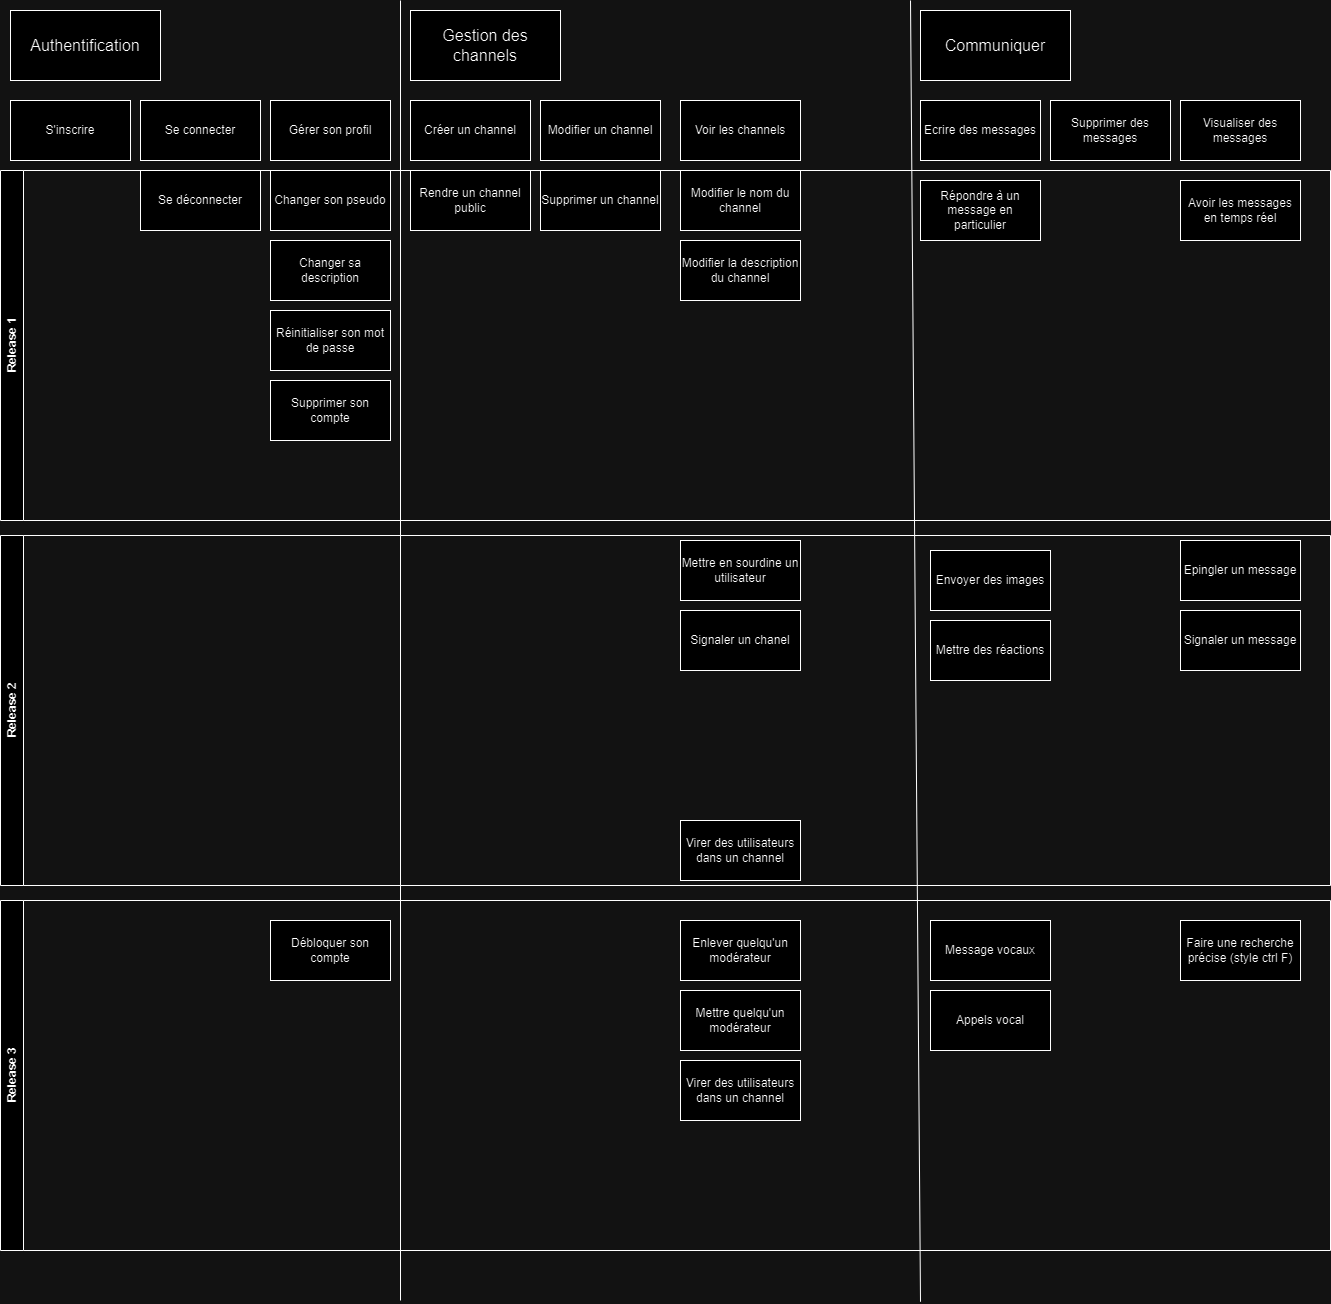 Authentification
Gestion des
channels
Communiquer
S'inscrire
Se connecter
Gérer son profil
Créer un channel
Modifier un channel
Voir les channels
Ecrire des messages
Supprimer des
messages
Visualiser des
messages
Release 1
Se déconnecter
Changer son pseudo
Changer sa
description
Réinitialiser son mot
de passe
Supprimer son
compte
Rendre un channel
public
Supprimer un channel
Modifier le nom du
channel
Modifier la description
du channel
Répondre à un
message en
particulier
Avoir les messages
en temps réel
Release 2
Mettre en sourdine un
utilisateur
Signaler un chanel
Virer des utilisateurs
dans un channel
Envoyer des images
Mettre des réactions
Epingler un message
Signaler un message
Release 3
Débloquer son
compte
Enlever quelqu'un
modérateur
Mettre quelqu'un
modérateur
Virer des utilisateurs
dans un channel
Message vocaux
Appels vocal
Faire une recherche
précise (style ctrl F)